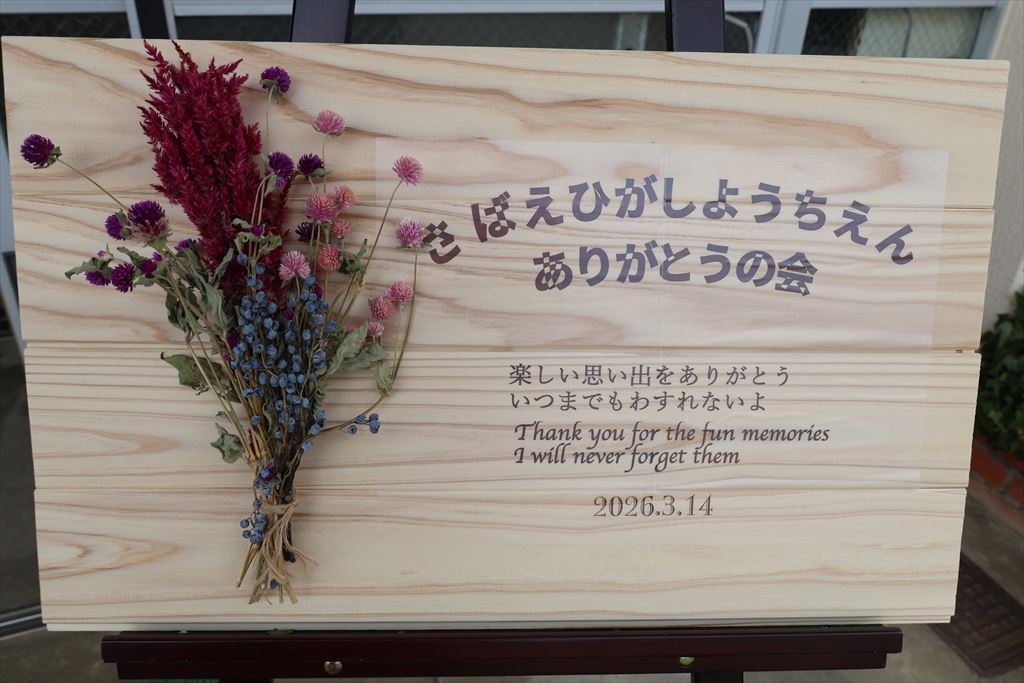 さばえひがしようちえん
ありがとうの会
楽しい思い出をありがとう
いつまでもわすれないよ
Thank you for the fun memories
I will never forget them
2026.3.14